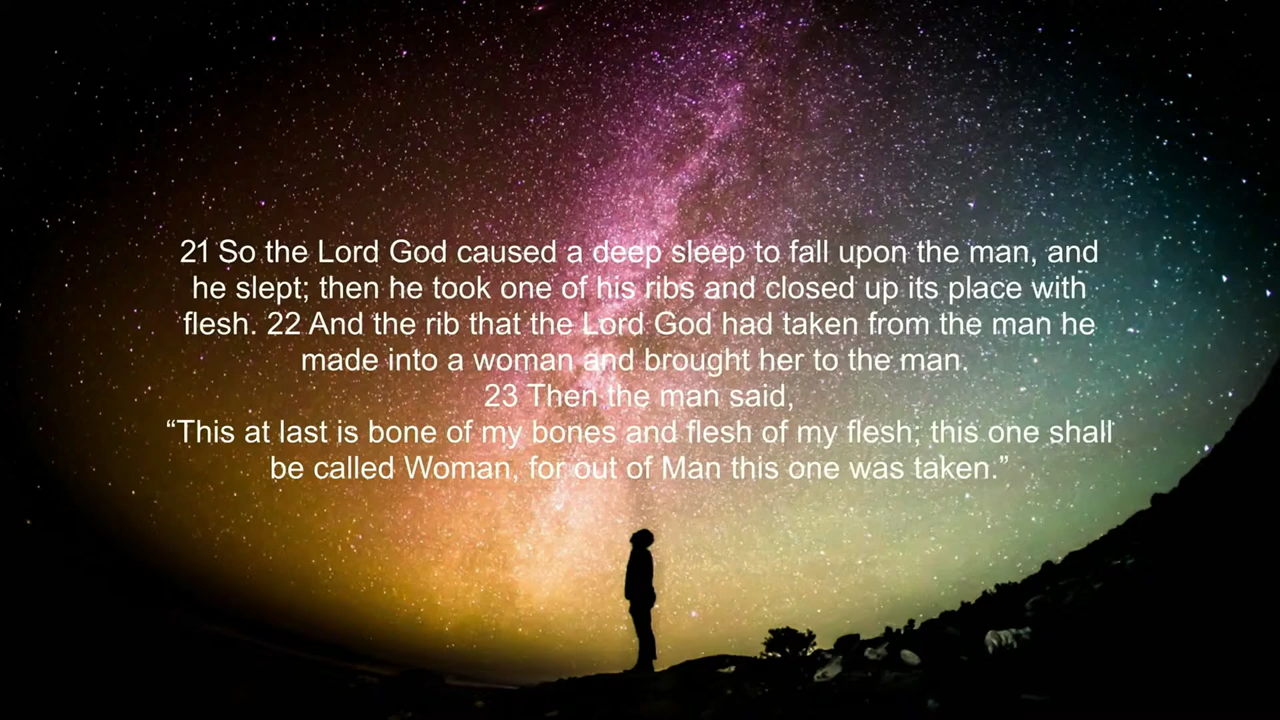 21 So the Lord God caused a deep sleep to fall upon the man, and
he slept; then he took one of his ribs and closed up its place with
flesh. 22 And the rib that the Lord God had taken from the man he
made into a woman and brought her to the man.
23 Then the man said,
“This at last is bone of my bones and flesh of my flesh; this one shall
be called Woman, for out of Man this one was taken.”